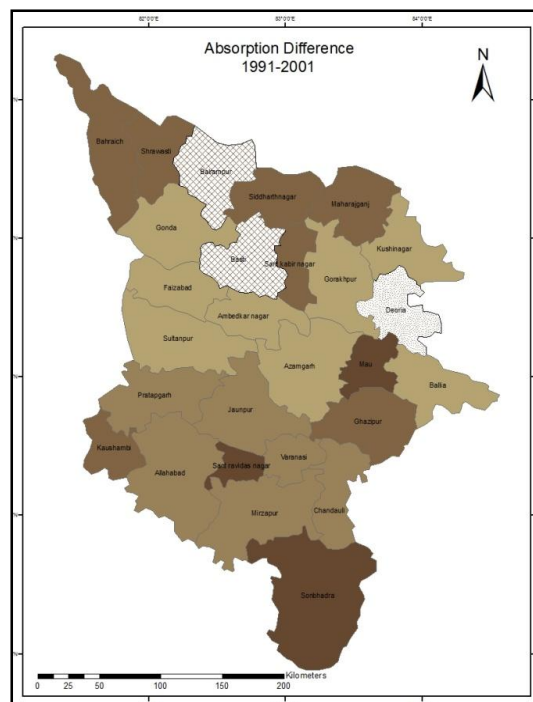 82°0'0"E 83°0'0"E 84°0'0"E
Absorption Difference
1991-2001
N
Bahraich
Shrawasti
Balrampur
Siddharthnagar
Maharajganj
Gonda
Kushinagar
Basti
Sant kabir nagar
Gorakhpur
Faizabad
Deoria
Ambedkar nagar
Sultanpur
Azamgarh
Mau
Ballia
Pratapgarh
Jaunpur
Ghazipur
Kaushambi
Varanasi
Sant ravidas nagar
Allahabad
Mirzapur
Chandauli
Sonbhadra
Kilometers
0 25 50 100 150 200